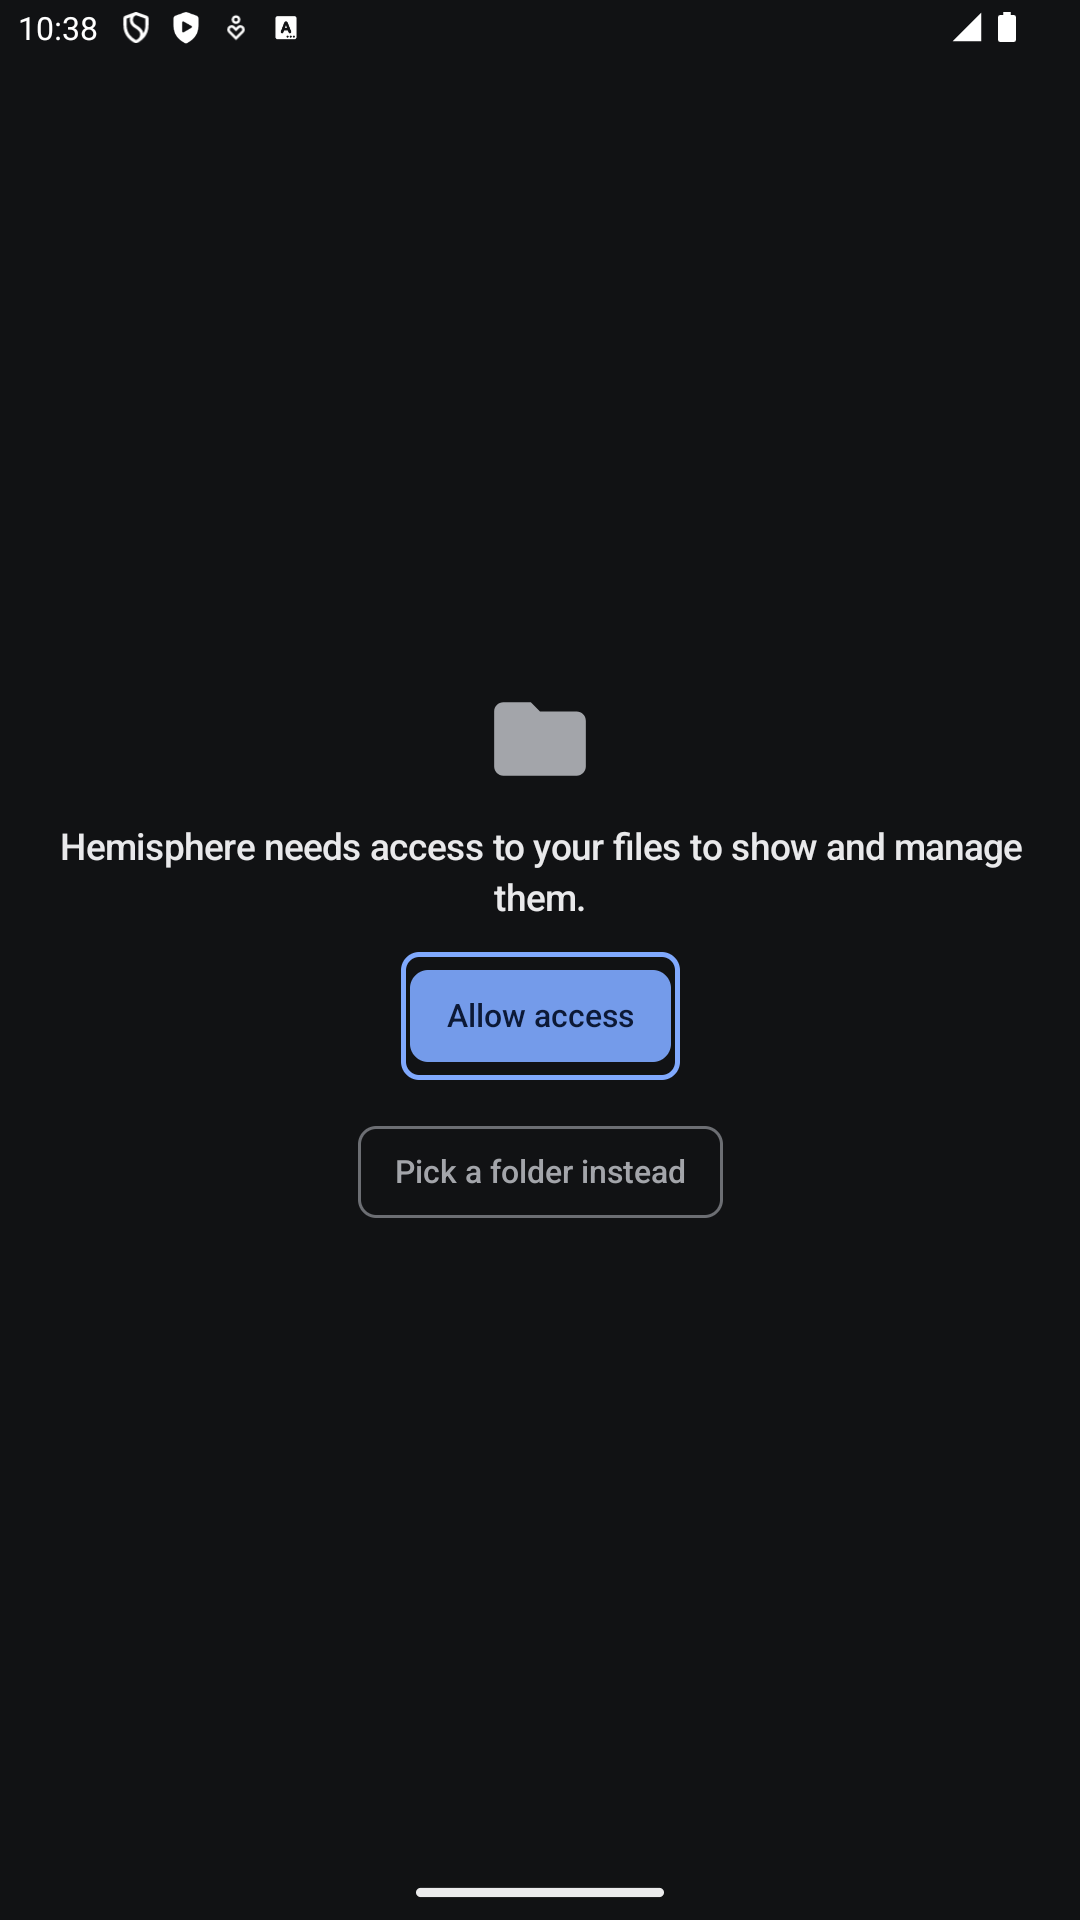 10:38
Hemisphere needs access to your files to show and manage
them.
Allow access
Pick a folder instead